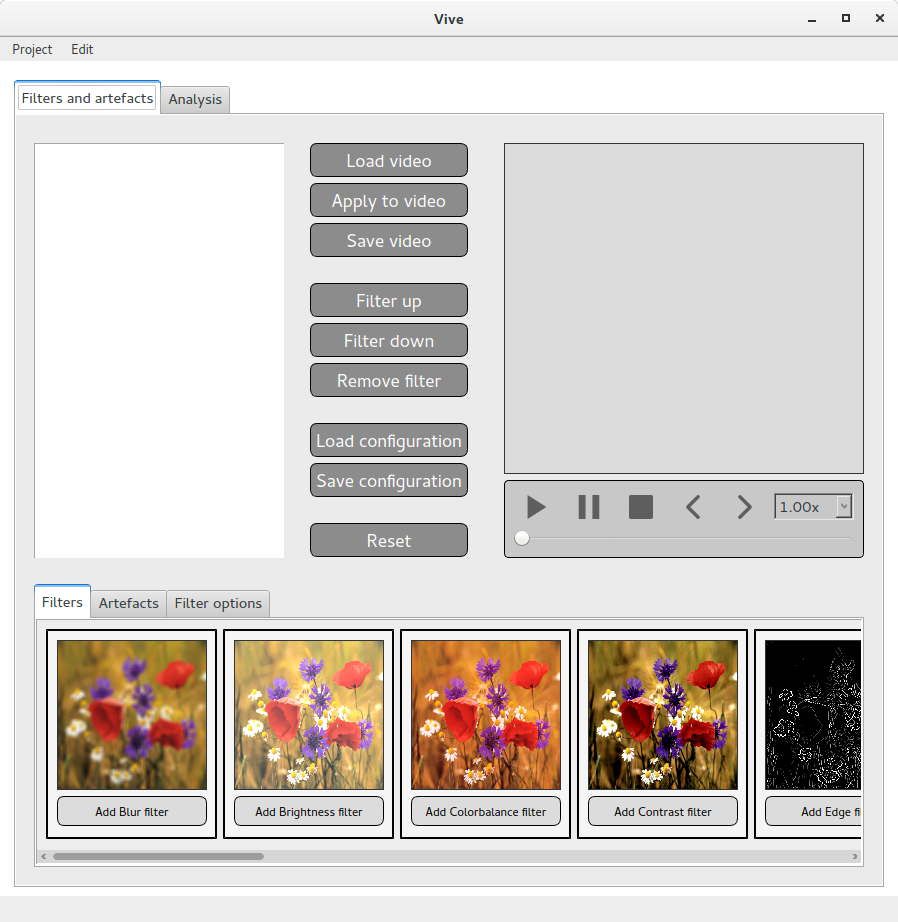 Vive
Project Edit
Filters and artefacts Analysis
Load video
Apply to video
Save video
Filter up
Filter down
Remove filter
Load configuration
Save configuration
Reset
1.00x
Filters Artefacts Filter options
Add Blur filter
Add Brightness filter
Add Colorbalance filter
Add Contrast filter
Add Edge fi